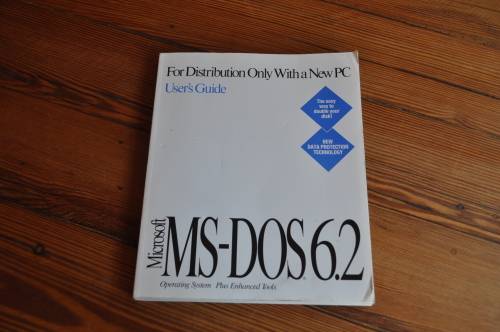 For Distribution Only With a New PC
User's Guide
The easy
way to
double your
disk!
NEW
DATA PROTECTION
TECHNOLOGY
Microsoft
MS-DOS 6.2
Operating System Plus Enhanced Tools